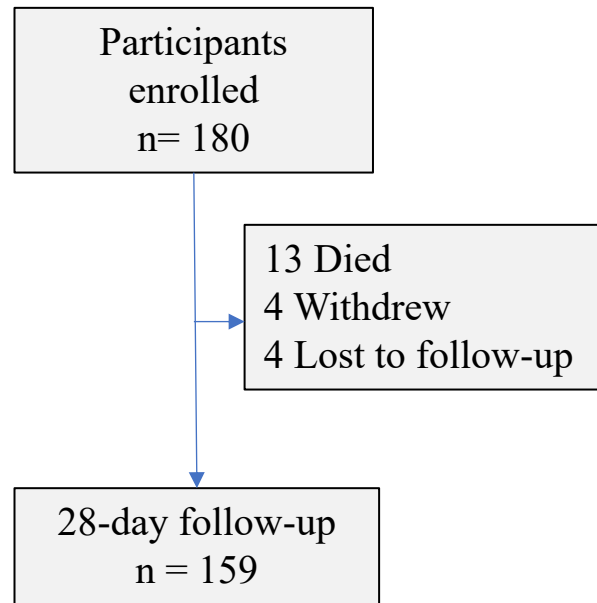 Participants
enrolled
n= 180
13 Died
4 Withdrew
4 Lost to follow-up
28-day follow-up
n = 159